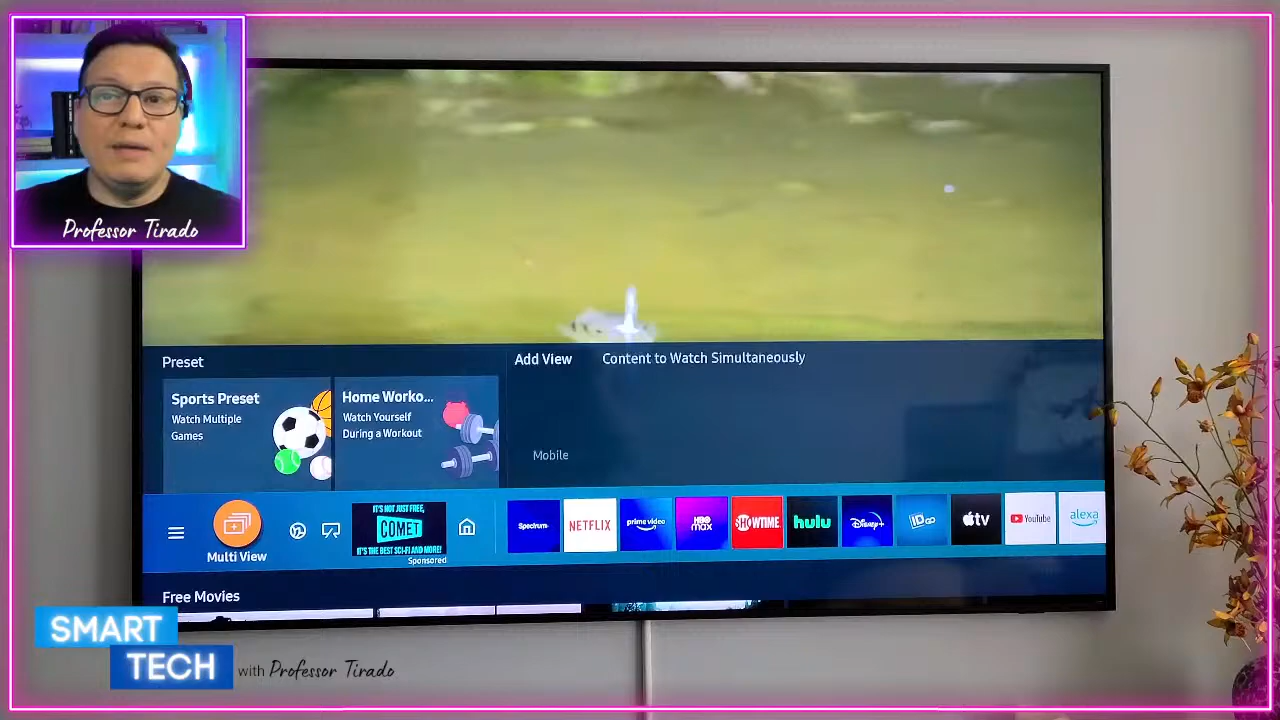 Professor Tirado
Preset
Add View
Content to Watch Simultaneously
Sports Preset
Watch Multiple
Games
Home Worko...
Watch Yourself
During a Workout
Mobile
IT'S NOT JUST FREE,
COMET
IT'S THE BEST SCI-FI AND MORE!
Sponsored
Multi View
Spectrum
NETFLIX
prime video
HBO
max
SHOWTIME
hulu
Disney+
ID
tv
YouTube
alexa
Free Movies
SMART
TECH
with Professor Tirado